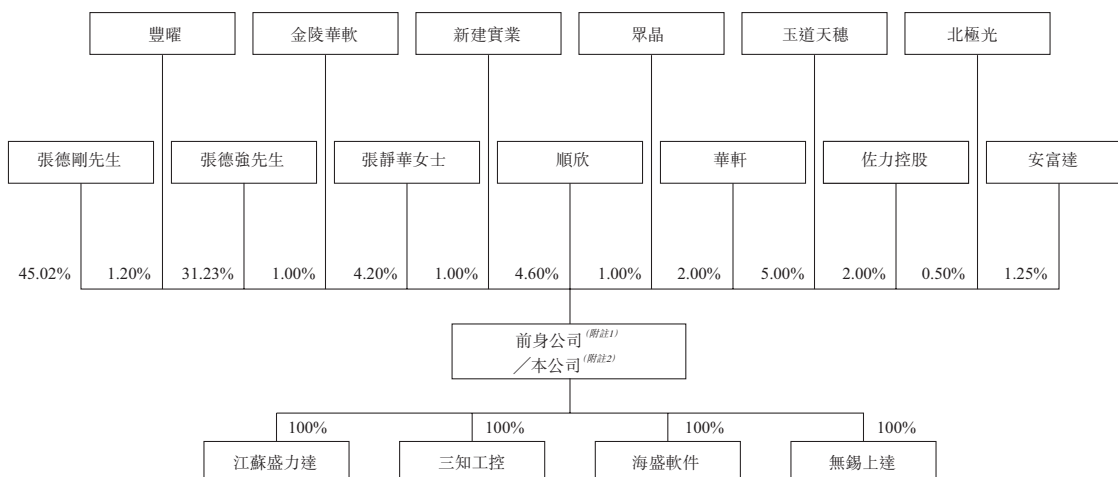 豐曜
金陵華軟
新建實業
眾晶
玉道天穗
北極光
張德剛先生
張德強先生
張靜華女士
順欣
華軒
佐力控股
安富達
45.02%
1.20%
31.23%
1.00%
4.20%
1.00%
4.60%
1.00%
2.00%
5.00%
2.00%
0.50%
1.25%
前身公司(附註1)
／本公司(附註2)
100%
100%
100%
100%
江蘇盛力達
三知工控
海盛軟件
無錫上達